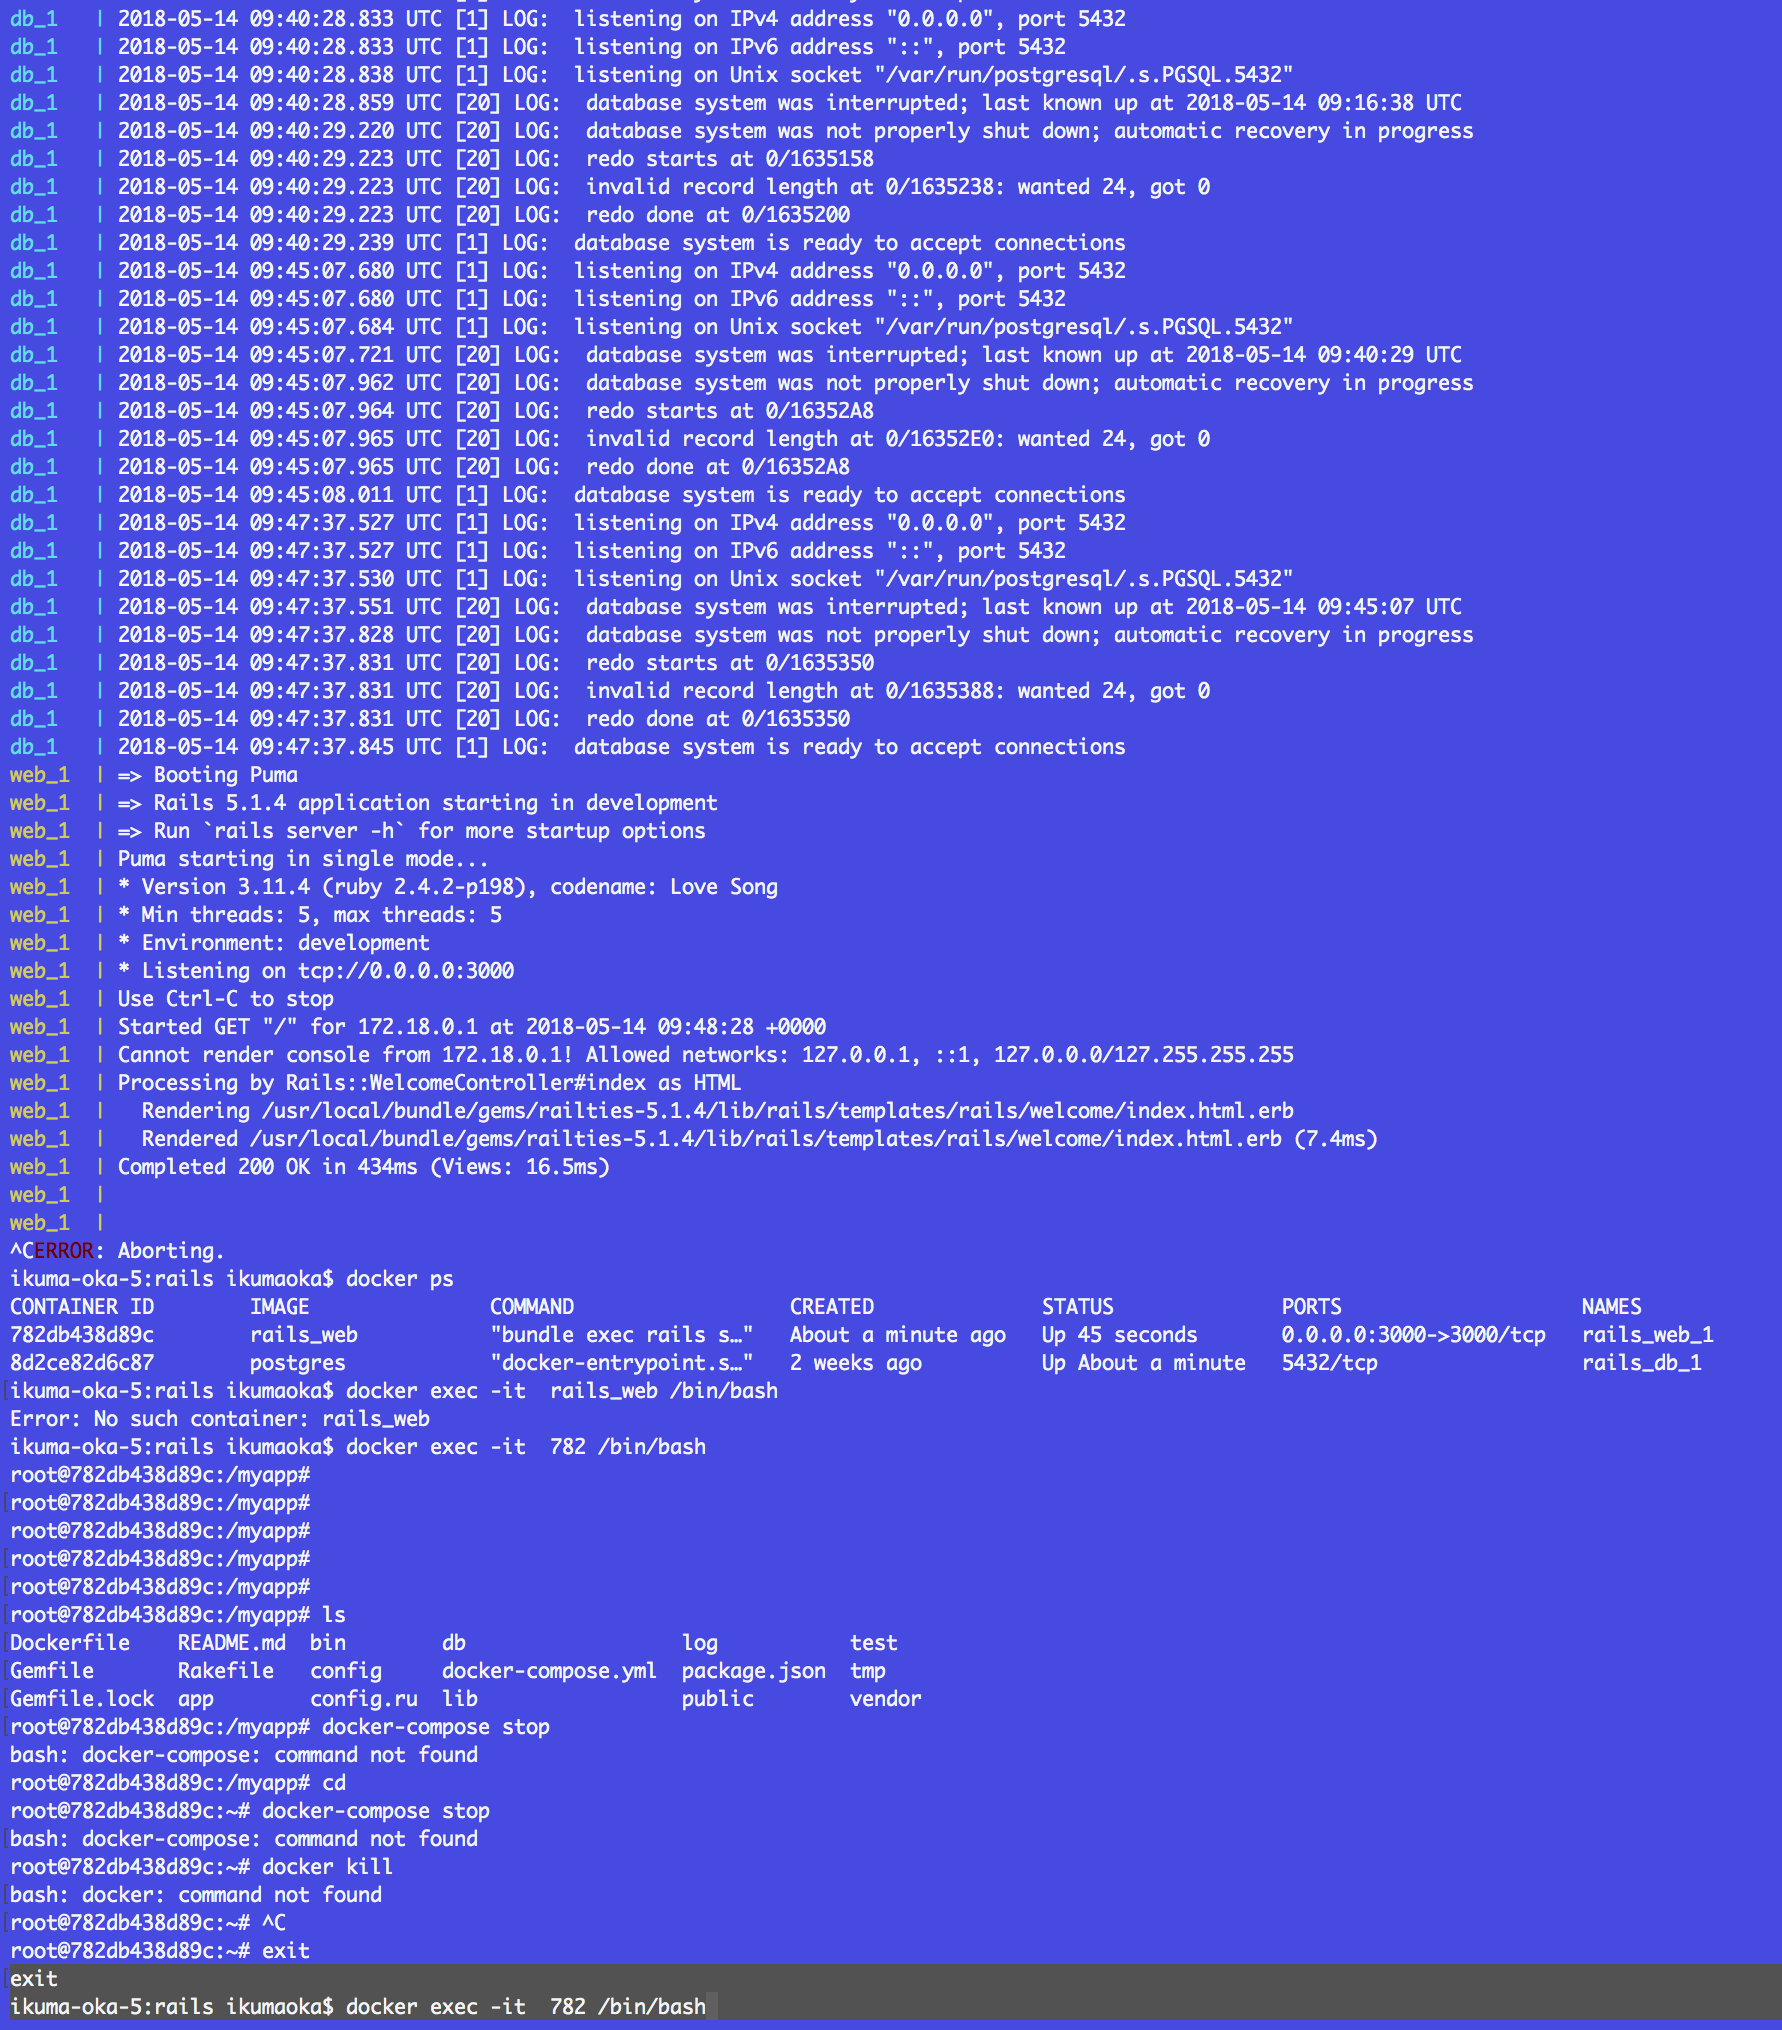 db_1   | 2018-05-14 09:40:28.833 UTC [1] LOG:  listening on IPv4 address "0.0.0.0", port 5432
db_1   | 2018-05-14 09:40:28.833 UTC [1] LOG:  listening on IPv6 address "::", port 5432
db_1   | 2018-05-14 09:40:28.838 UTC [1] LOG:  listening on Unix socket "/var/run/postgresql/.s.PGSQL.5432"
db_1   | 2018-05-14 09:40:28.859 UTC [20] LOG:  database system was interrupted; last known up at 2018-05-14 09:16:38 UTC
db_1   | 2018-05-14 09:40:29.220 UTC [20] LOG:  database system was not properly shut down; automatic recovery in progress
db_1   | 2018-05-14 09:40:29.223 UTC [20] LOG:  redo starts at 0/1635158
db_1   | 2018-05-14 09:40:29.223 UTC [20] LOG:  invalid record length at 0/1635238: wanted 24, got 0
db_1   | 2018-05-14 09:40:29.223 UTC [20] LOG:  redo done at 0/1635200
db_1   | 2018-05-14 09:40:29.239 UTC [1] LOG:  database system is ready to accept connections
db_1   | 2018-05-14 09:45:07.680 UTC [1] LOG:  listening on IPv4 address "0.0.0.0", port 5432
db_1   | 2018-05-14 09:45:07.680 UTC [1] LOG:  listening on IPv6 address "::", port 5432
db_1   | 2018-05-14 09:45:07.684 UTC [1] LOG:  listening on Unix socket "/var/run/postgresql/.s.PGSQL.5432"
db_1   | 2018-05-14 09:45:07.721 UTC [20] LOG:  database system was interrupted; last known up at 2018-05-14 09:40:29 UTC
db_1   | 2018-05-14 09:45:07.962 UTC [20] LOG:  database system was not properly shut down; automatic recovery in progress
db_1   | 2018-05-14 09:45:07.964 UTC [20] LOG:  redo starts at 0/16352A8
db_1   | 2018-05-14 09:45:07.965 UTC [20] LOG:  invalid record length at 0/16352E0: wanted 24, got 0
db_1   | 2018-05-14 09:45:07.965 UTC [20] LOG:  redo done at 0/16352A8
db_1   | 2018-05-14 09:45:08.011 UTC [1] LOG:  database system is ready to accept connections
db_1   | 2018-05-14 09:47:37.527 UTC [1] LOG:  listening on IPv4 address "0.0.0.0", port 5432
db_1   | 2018-05-14 09:47:37.527 UTC [1] LOG:  listening on IPv6 address "::", port 5432
db_1   | 2018-05-14 09:47:37.530 UTC [1] LOG:  listening on Unix socket "/var/run/postgresql/.s.PGSQL.5432"
db_1   | 2018-05-14 09:47:37.551 UTC [20] LOG:  database system was interrupted; last known up at 2018-05-14 09:45:07 UTC
db_1   | 2018-05-14 09:47:37.828 UTC [20] LOG:  database system was not properly shut down; automatic recovery in progress
db_1   | 2018-05-14 09:47:37.831 UTC [20] LOG:  redo starts at 0/1635350
db_1   | 2018-05-14 09:47:37.831 UTC [20] LOG:  invalid record length at 0/1635388: wanted 24, got 0
db_1   | 2018-05-14 09:47:37.831 UTC [20] LOG:  redo done at 0/1635350
db_1   | 2018-05-14 09:47:37.845 UTC [1] LOG:  database system is ready to accept connections
web_1  | => Booting Puma
web_1  | => Rails 5.1.4 application starting in development
web_1  | => Run `rails server -h` for more startup options
web_1  | Puma starting in single mode...
web_1  | * Version 3.11.4 (ruby 2.4.2-p198), codename: Love Song
web_1  | * Min threads: 5, max threads: 5
web_1  | * Environment: development
web_1  | * Listening on tcp://0.0.0.0:3000
web_1  | Use Ctrl-C to stop
web_1  | Started GET "/" for 172.18.0.1 at 2018-05-14 09:48:28 +0000
web_1  | Cannot render console from 172.18.0.1! Allowed networks: 127.0.0.1, ::1, 127.0.0.0/127.255.255.255
web_1  | Processing by Rails::WelcomeController#index as HTML
web_1  |   Rendering /usr/local/bundle/gems/railties-5.1.4/lib/rails/templates/rails/welcome/index.html.erb
web_1  |   Rendered /usr/local/bundle/gems/railties-5.1.4/lib/rails/templates/rails/welcome/index.html.erb (7.4ms)
web_1  | Completed 200 OK in 434ms (Views: 16.5ms)
web_1  |
web_1  |
^CERROR: Aborting.
ikuma-oka-5:rails ikumaoka$ docker ps
CONTAINER ID        IMAGE               COMMAND                  CREATED              STATUS              PORTS                    NAMES
782db438d89c        rails_web           "bundle exec rails s…"   About a minute ago   Up 45 seconds       0.0.0.0:3000->3000/tcp   rails_web_1
8d2ce82d6c87        postgres            "docker-entrypoint.s…"   2 weeks ago          Up About a minute   5432/tcp                 rails_db_1
ikuma-oka-5:rails ikumaoka$ docker exec -it  rails_web /bin/bash
Error: No such container: rails_web
ikuma-oka-5:rails ikumaoka$ docker exec -it  782 /bin/bash
root@782db438d89c:/myapp#
root@782db438d89c:/myapp#
root@782db438d89c:/myapp#
root@782db438d89c:/myapp#
root@782db438d89c:/myapp#
root@782db438d89c:/myapp# ls
Dockerfile    README.md  bin        db                  log           test
Gemfile       Rakefile   config     docker-compose.yml  package.json  tmp
Gemfile.lock  app        config.ru  lib                 public        vendor
root@782db438d89c:/myapp# docker-compose stop
bash: docker-compose: command not found
root@782db438d89c:/myapp# cd
root@782db438d89c:~# docker-compose stop
bash: docker-compose: command not found
root@782db438d89c:~# docker kill
bash: docker: command not found
root@782db438d89c:~# ^C
root@782db438d89c:~# exit
exit
ikuma-oka-5:rails ikumaoka$ docker exec -it  782 /bin/bash